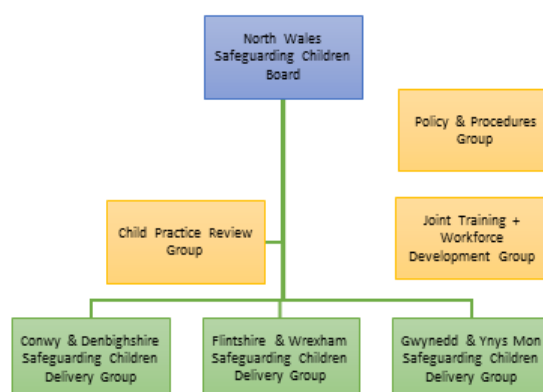 North Wales
Safeguarding Children
Board
Policy & Procedures
Group
Child Practice Review
Group
Joint Training +
Workforce
Development Group
Conwy & Denbighshire
Safeguarding Children
Delivery Group
Flintshire & Wrexham
Safeguarding Children
Delivery Group
Gwynedd & Ynys Mon
Safeguarding Children
Delivery Group